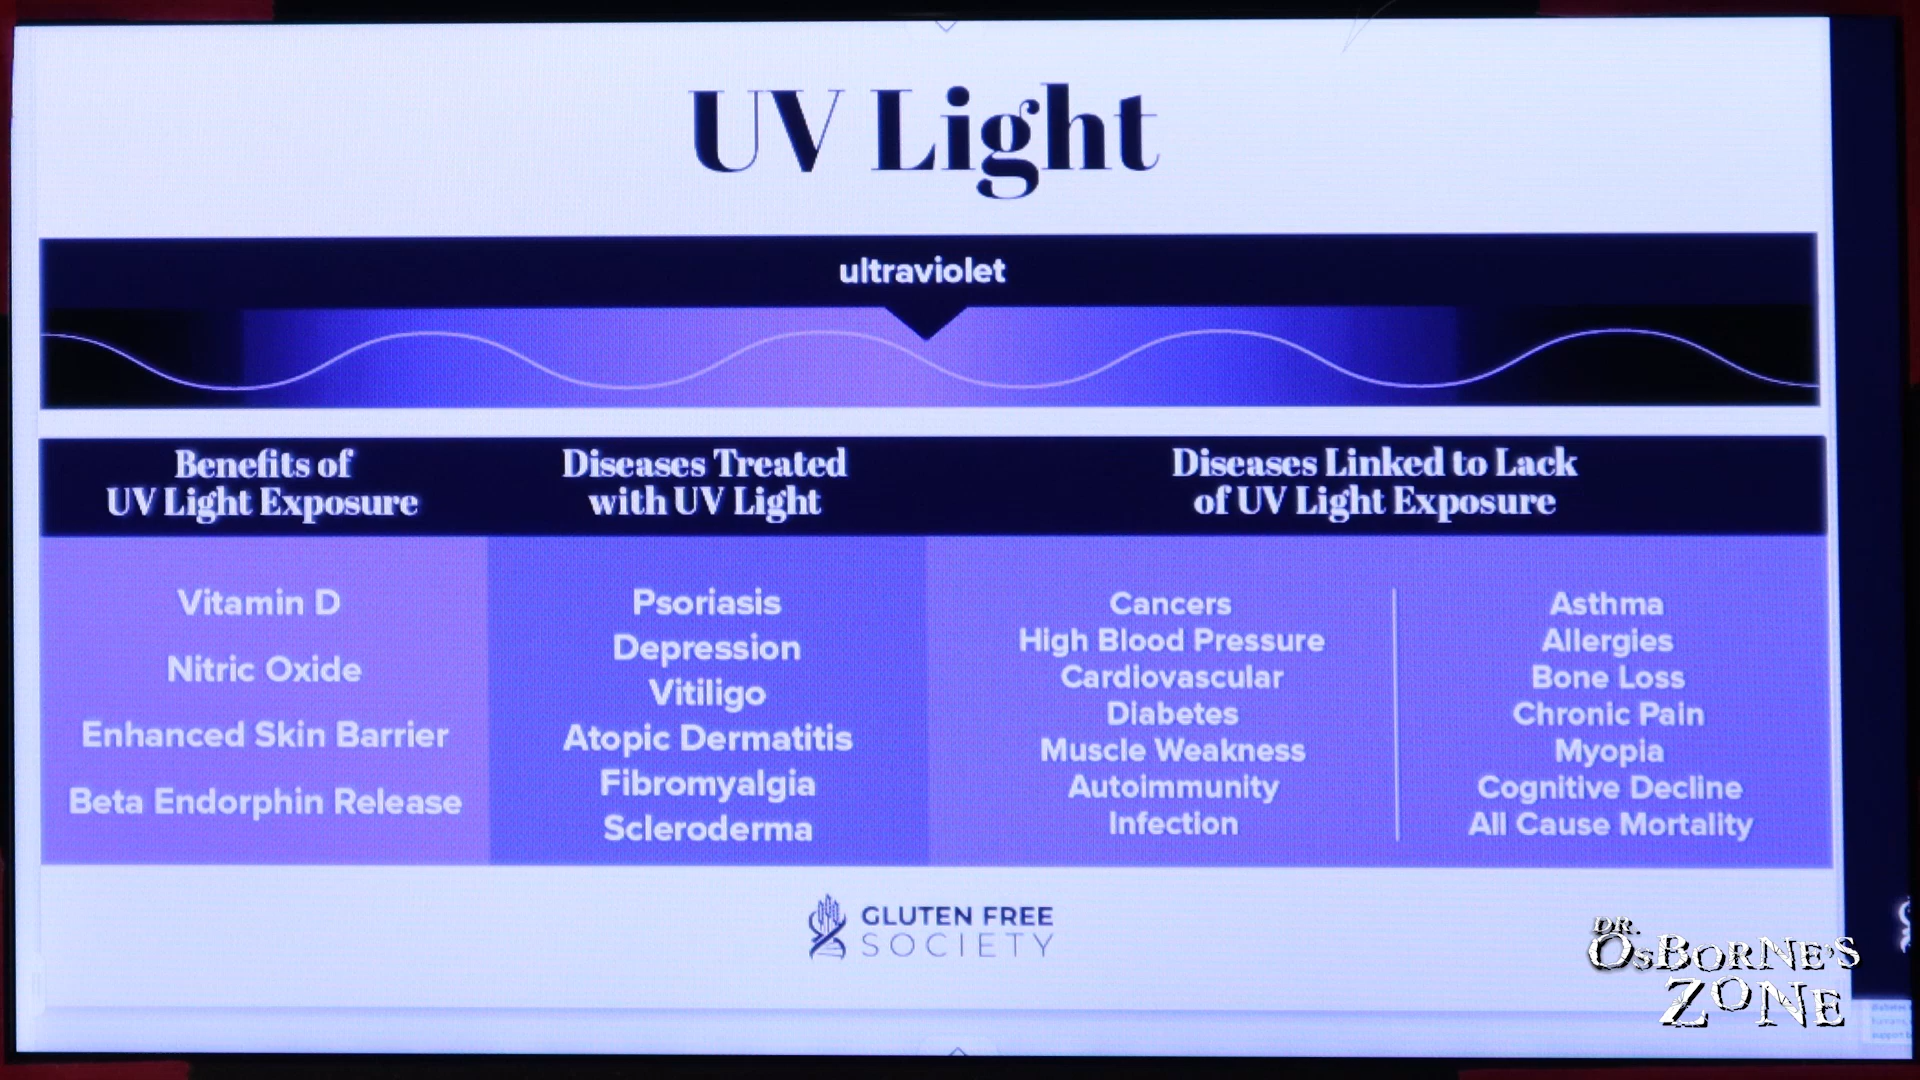 UV Light
ultraviolet
Benefits of
UV Light Exposure
Vitamin D
Nitric Oxide
Enhanced Skin Barrier
Beta Endorphin Release
Diseases Treated
with UV Light
Psoriasis
Depression
Vitiligo
Atopic Dermatitis
Fibromyalgia
Scleroderma
Diseases Linked to Lack
of UV Light Exposure
Cancers
High Blood Pressure
Cardiovascular
Diabetes
Muscle Weakness
Autoimmunity
Infection
Asthma
Allergies
Bone Loss
Chronic Pain
Myopia
Cognitive Decline
All Cause Mortality
GLUTEN FREE
SOCIETY
DR.
OSBORNE'S
ZONE